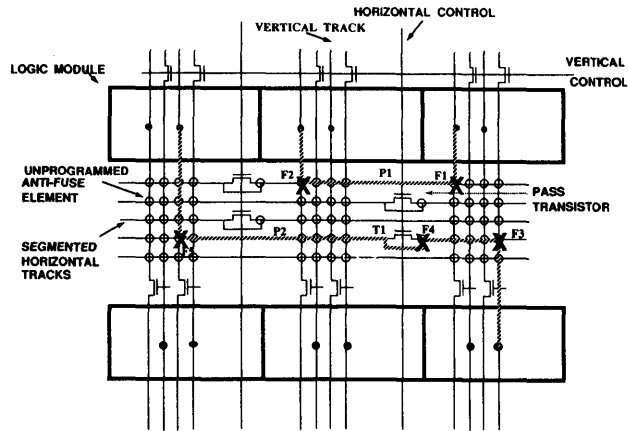 HORIZONTAL CONTROL
VERTICAL TRACK
LOGIC MODULE
VERTICAL
CONTROL
UNPROGRAMMED
ANTI-FUSE
ELEMENT
F2
P1
F1
PASS
TRANSISTOR
SEGMENTED
HORIZONTAL
TRACKS
P2
T1
F4
F3